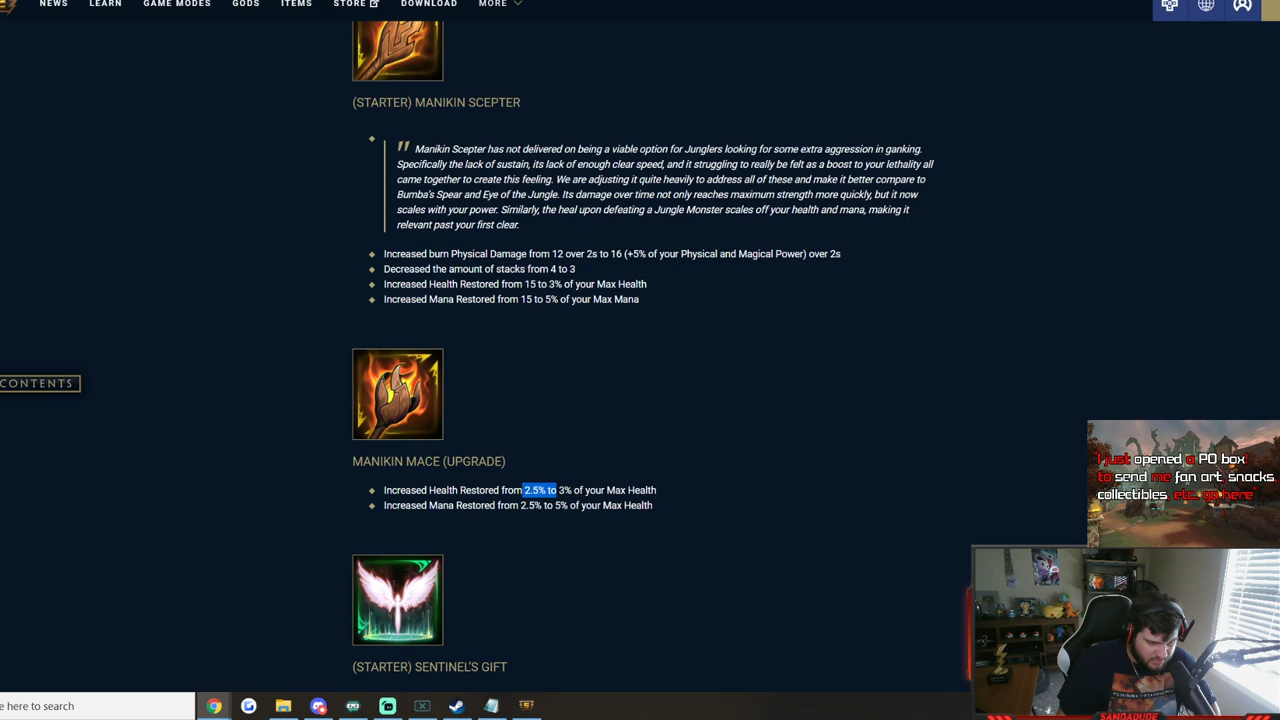 NEWS LEARN GAME MODES GODS ITEMS STORE DOWNLOAD MORE
(STARTER) MANIKIN SCEPTER
" Manikin Scepter has not delivered on being a viable option for Junglers looking for some extra aggression in ganking.
Specifically the lack of sustain, its lack of enough clear speed, and it struggling to really be felt as a boost to your lethality all
came together to create this feeling. We are adjusting it quite heavily to address all of these and make it better compare to
Bumba's Spear and Eye of the Jungle. Its damage over time not only reaches maximum strength more quickly, but it now
scales with your power. Similarly, the heal upon defeating a Jungle Monster scales off your health and mana, making it
relevant past your first clear.
Increased burn Physical Damage from 12 over 2s to 16 (+5% of your Physical and Magical Power) over 2s
Decreased the amount of stacks from 4 to 3
Increased Health Restored from 15 to 3% of your Max Health
Increased Mana Restored from 15 to 5% of your Max Mana
CONTENTS
MANIKIN MACE (UPGRADE)
Increased Health Restored from 2.5% to 3% of your Max Health
Increased Mana Restored from 2.5% to 5% of your Max Health
"I just opened a PO box!
to send me fan art, snacks,
collectibles, etc. go here"
(STARTER) SENTINEL'S GIFT
e here to search
SANDADUDE